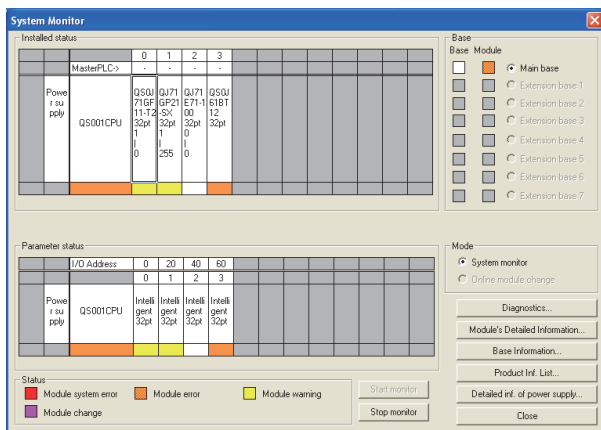 System Monitor
Installed status
0 1 2 3
MasterPLC-> - - - -
Powe
r su
pply
QS001CPU
QS0J
71GF
11-T2
32pt
1
|
0
QJ71
GP21
-SX
32pt
1
|
255
QJ71
E71-1
00
32pt
0
|
0
QS0J
61BT
12
32pt
Base
Base Module
Main base
Extension base 1
Extension base 2
Extension base 3
Extension base 4
Extension base 5
Extension base 6
Extension base 7
Parameter status
I/O Address 0 20 40 60
0 1 2 3
Powe
r su
pply
QS001CPU
Intelli
gent
32pt
Intelli
gent
32pt
Intelli
gent
32pt
Intelli
gent
32pt
Mode
System monitor
Online module change
Diagnostics...
Module's Detailed Information...
Base Information...
Product Inf. List...
Detailed inf. of power supply...
Close
Status
Module system error
Module error
Module warning
Module change
Start monitor
Stop monitor